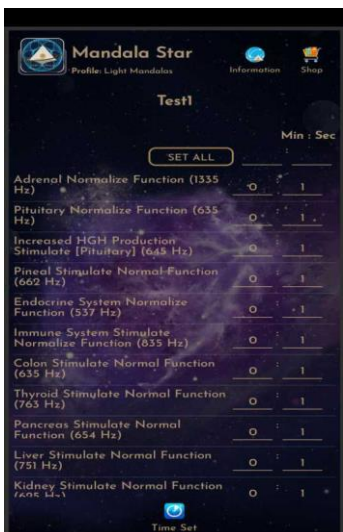 Mandala Star
Profile: Light Mandalas
Information
Shop
Test1
Min : Sec
SET ALL
:
Adrenal Normalize Function (1335
Hz)
0 : 1
Pituitary Normalize Function (635
Hz)
0 : 1
Increased HGH Production
Stimulate [Pituitary] (645 Hz)
0 : 1
Pineal Stimulate Normal Function
(662 Hz)
0 : 1
Endocrine System Normalize
Function (537 Hz)
0 : 1
Immune System Stimulate
Normalize Function (835 Hz)
0 : 1
Colon Stimulate Normal Function
(635 Hz)
0 : 1
Thyroid Stimulate Normal Function
(763 Hz)
0 : 1
Pancreas Stimulate Normal
Function (654 Hz)
0 : 1
Liver Stimulate Normal Function
(751 Hz)
0 : 1
Kidney Stimulate Normal Function
(625 Hz)
0 : 1
Time Set